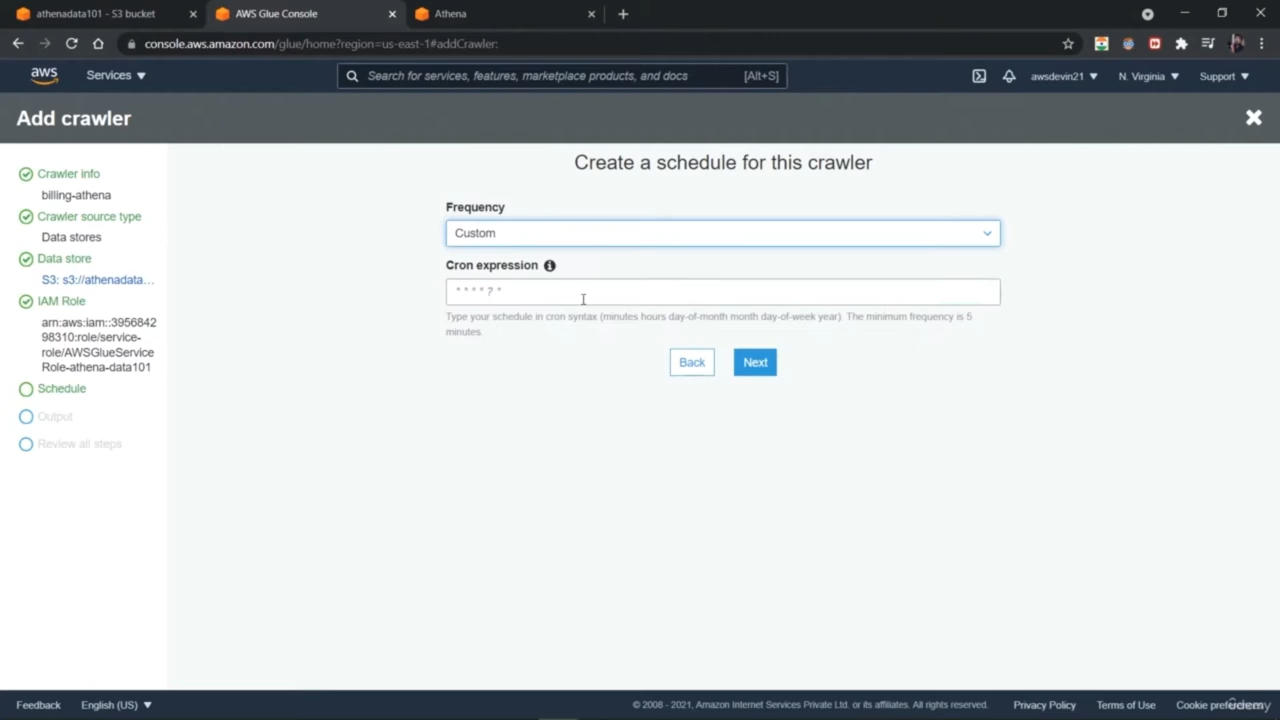 athenadata101 - S3 bucket
AWS Glue Console
Athena
console.aws.amazon.com/glue/home?region=us-east-1#addCrawler:
aws
Services
Search for services, features, marketplace products, and docs
[Alt+S]
awsdevin21
N. Virginia
Support
Add crawler
Crawler info
billing-athena
Crawler source type
Data stores
Data store
S3: s3://athenadata...
IAM Role
arn:aws:iam::3956842
98310:role/service-
role/AWSGlueService
Role-athena-data101
Schedule
Output
Review all steps
Create a schedule for this crawler
Frequency
Custom
Cron expression
* * * * ? *
Type your schedule in cron syntax (minutes hours day-of-month month day-of-week year). The minimum frequency is 5
minutes.
Back
Next
Feedback
English (US)
© 2008 - 2021, Amazon Internet Services Private Ltd. or its affiliates. All rights reserved.
Privacy Policy
Terms of Use
Cookie preferences
Udemy